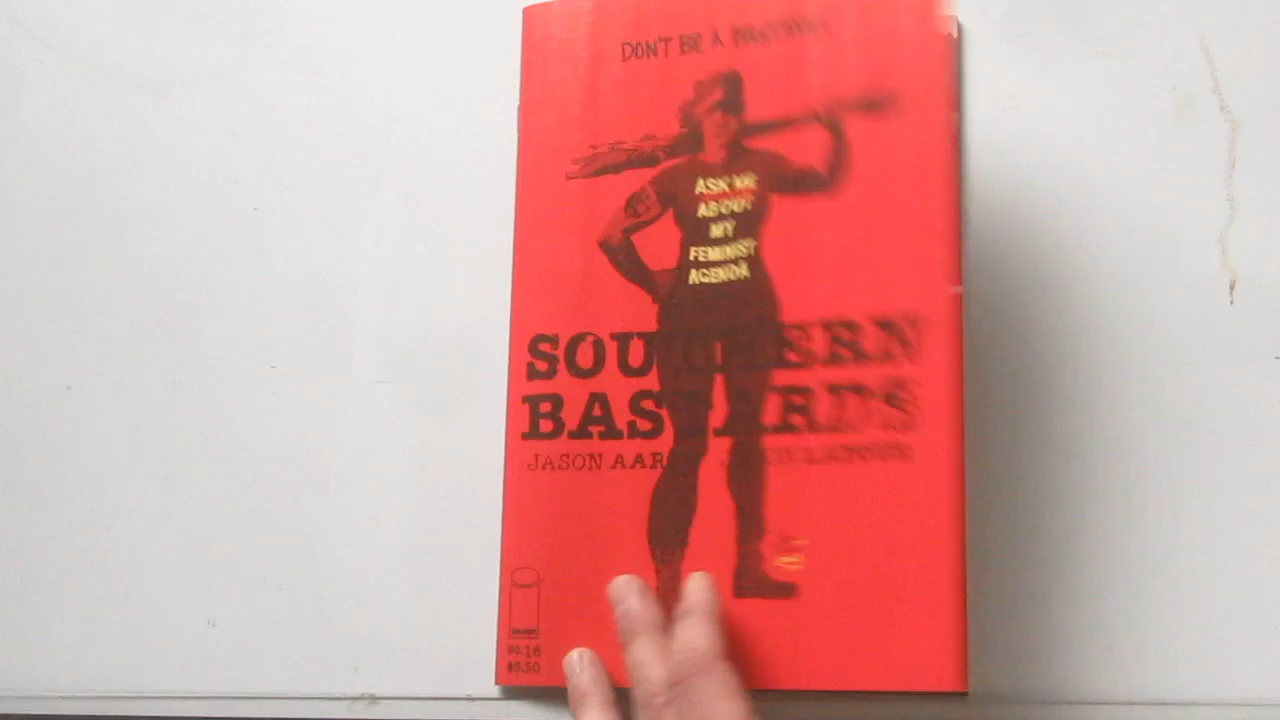 DON'T BE A
ASK ME
ABOUT
MY
FEMINIST
AGENDA
SOUTHERN
BASTARDS
JASON AARON
image
NO.16
$3.50